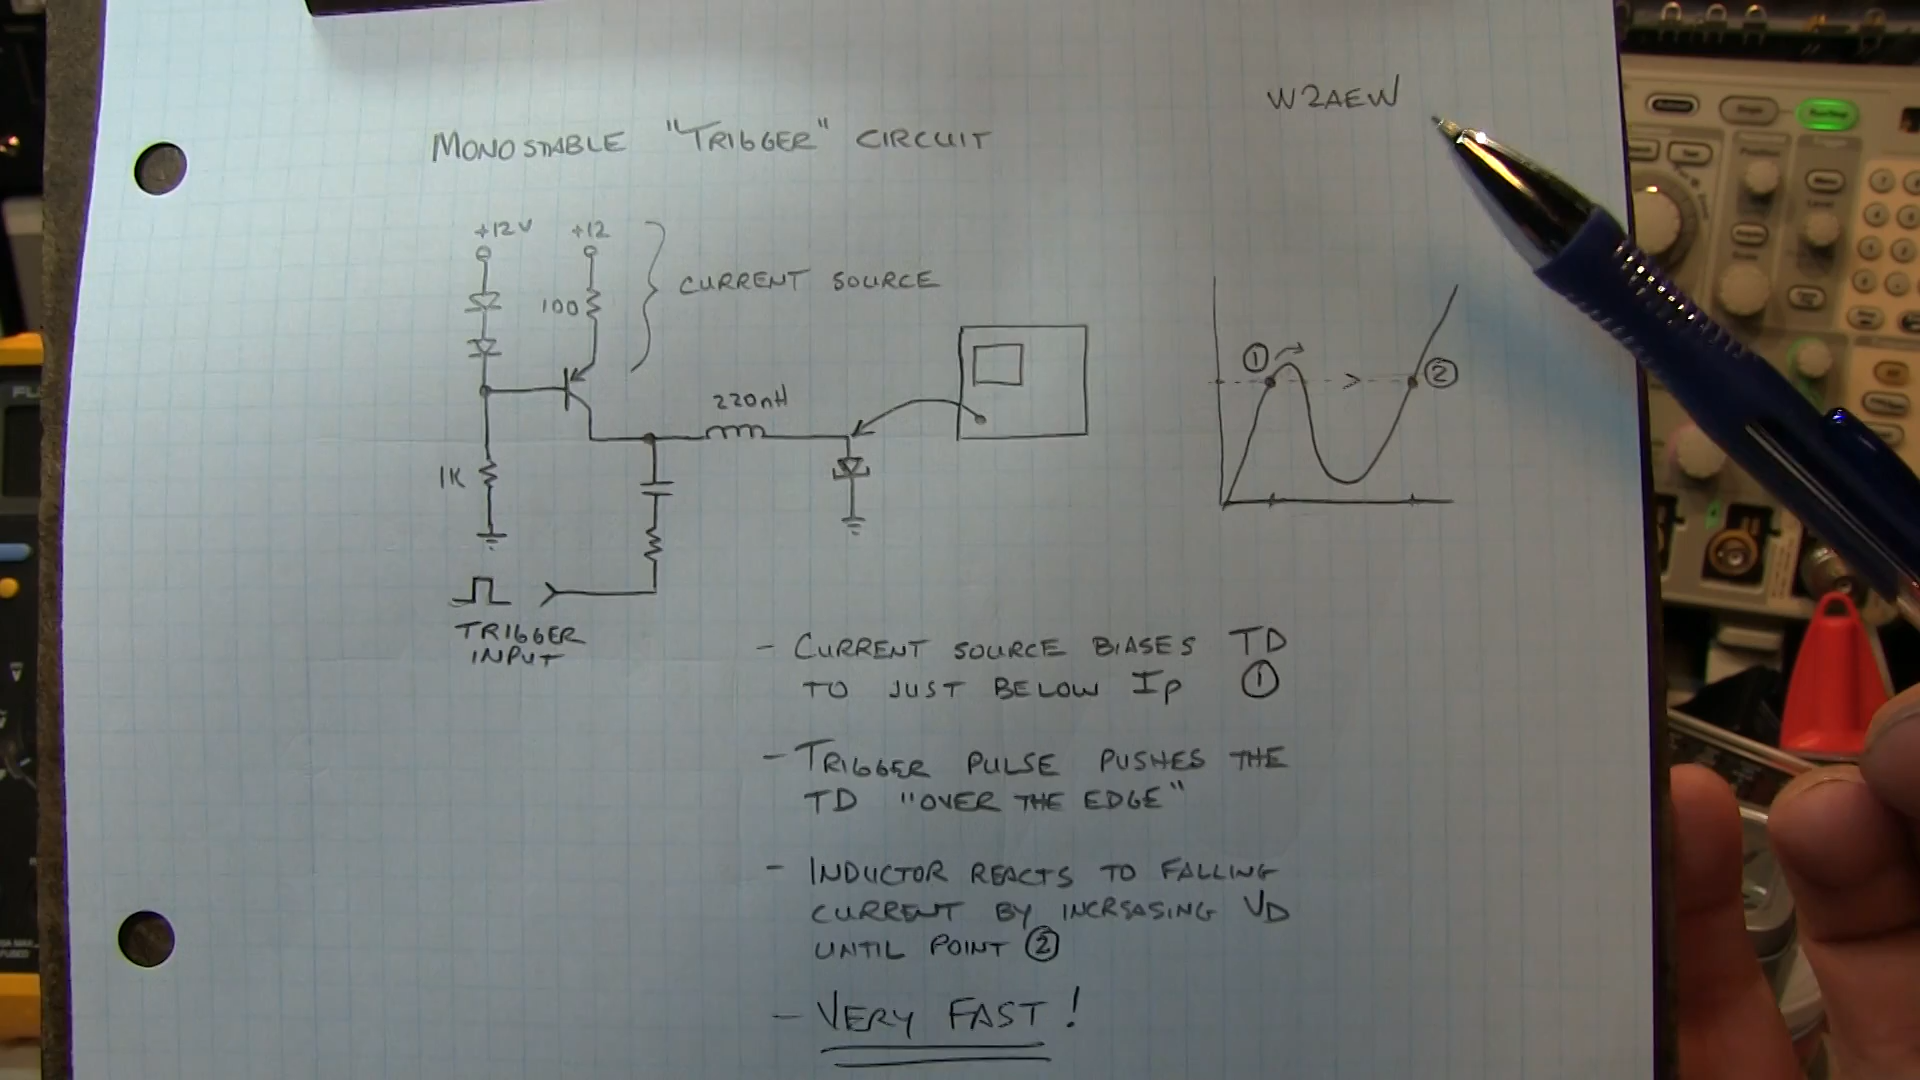 W2AEW
MONOSTABLE "TRIGGER" CIRCUIT
+12V +12
100
CURRENT SOURCE
220nH
1K
TRIGGER
INPUT
1
2
- CURRENT SOURCE BIASES TD
TO JUST BELOW Ip 1
- TRIGGER PULSE PUSHES THE
TD "OVER THE EDGE"
- INDUCTOR REACTS TO FALLING
CURRENT BY INCRSASING VD
UNTIL POINT 2
- VERY FAST!